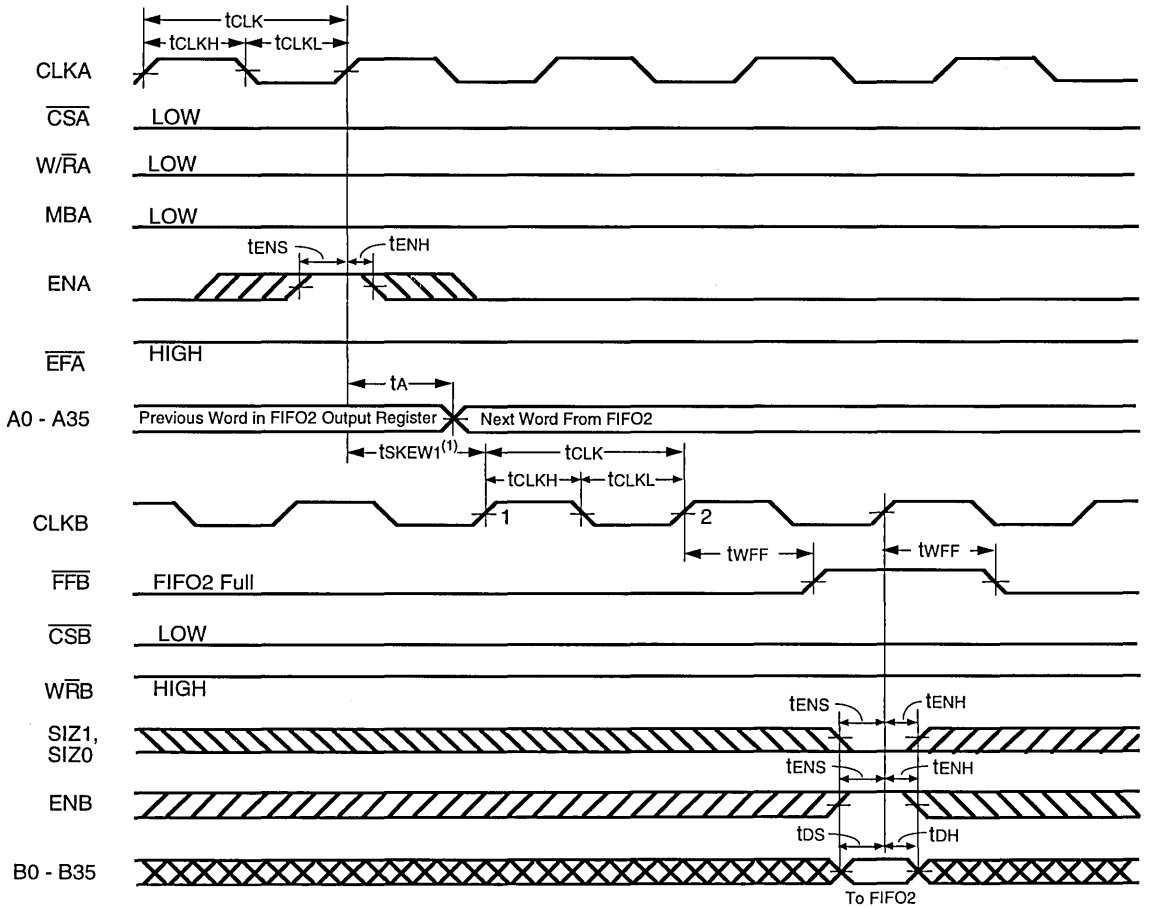 tCLK
tCLKH tCLKL
CLKA
CSA LOW
W/RA LOW
MBA LOW
tENS tENH
ENA
EFA HIGH
tA
A0 - A35 Previous Word in FIFO2 Output Register Next Word From FIFO2
tSKEW1(1) tCLK
tCLKH tCLKL
CLKB 1 2
tWFF tWFF
FFB FIFO2 Full
CSB LOW
WRB HIGH
tENS tENH
SIZ1,
SIZ0
tENS tENH
ENB
tDS tDH
B0 - B35
To FIFO2